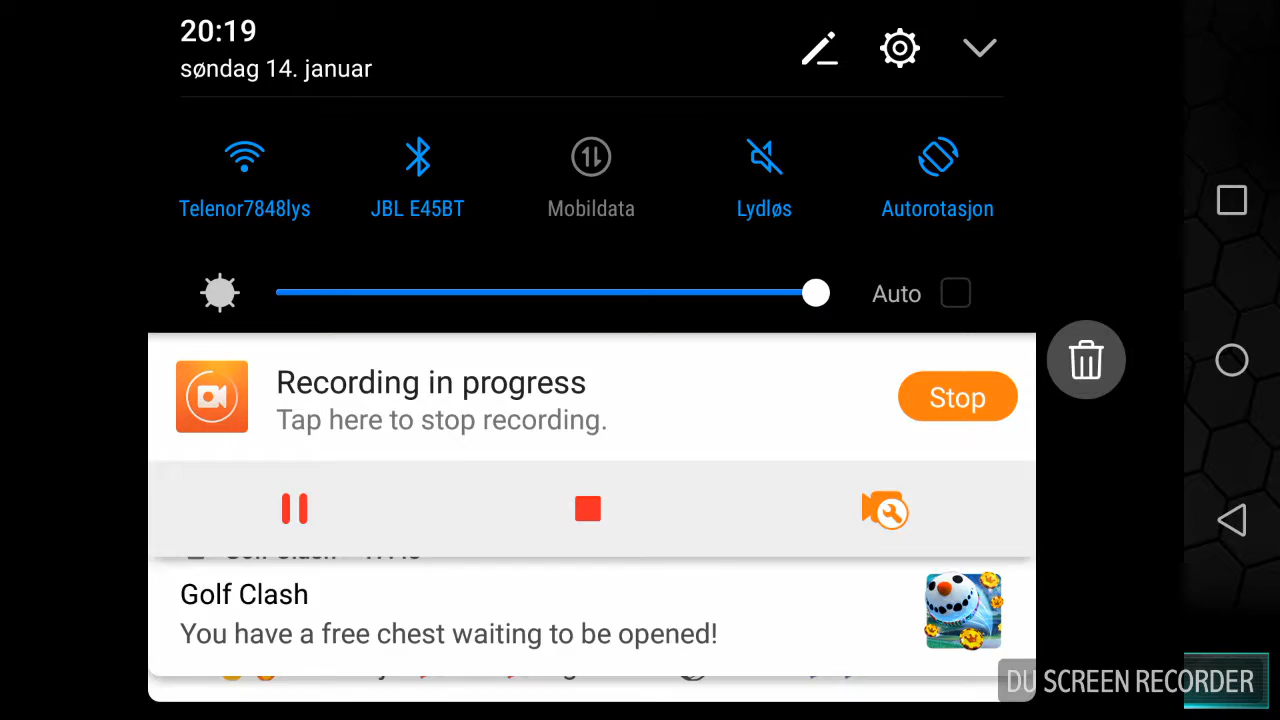 20:19
søndag 14. januar
Telenor7848lys
JBL E45BT
Mobildata
Lydløs
Autorotasjon
Auto
Recording in progress
Tap here to stop recording.
Stop
Golf Clash
You have a free chest waiting to be opened!
DU SCREEN RECORDER